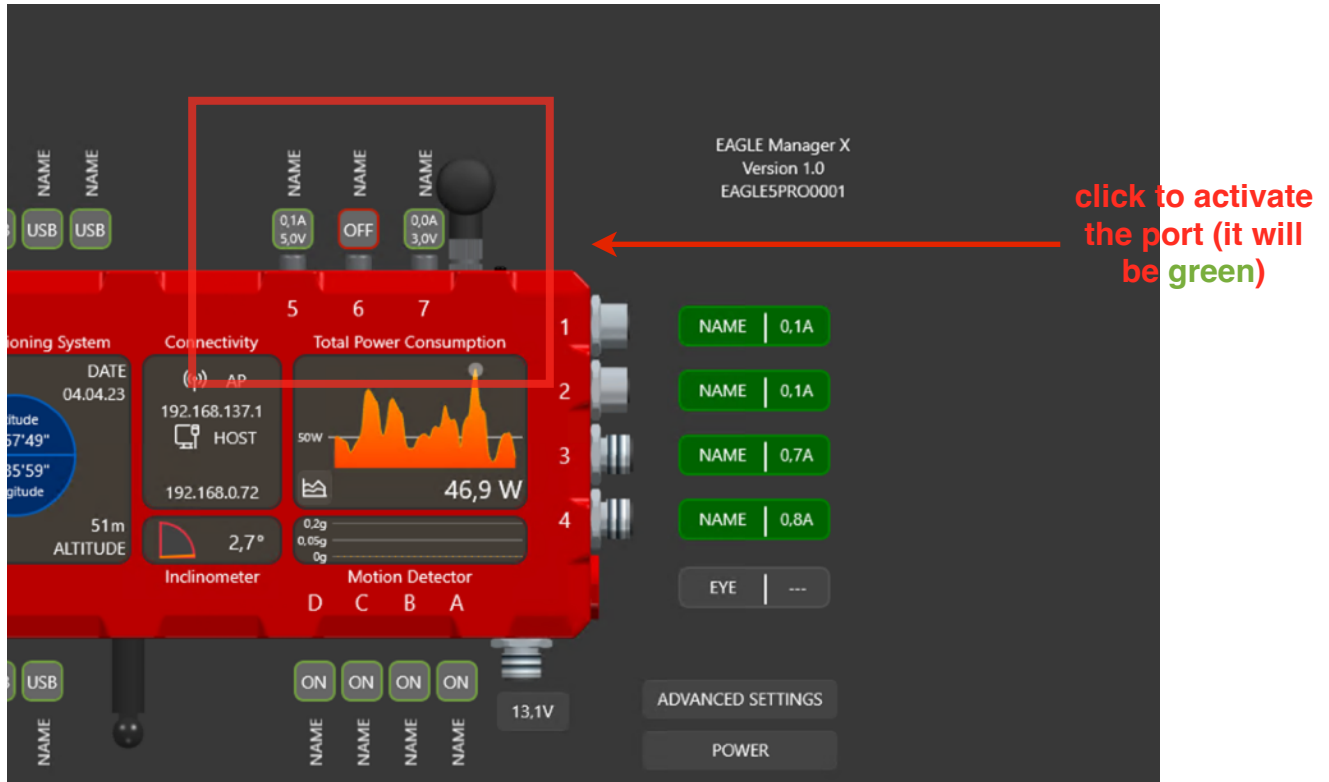 EAGLE Manager X
Version 1.0
EAGLE5PRO0001
click to activate
the port (it will
be green)
NAME
NAME
NAME
NAME
NAME
USB
USB
0,1A
5,0V
OFF
0,0A
3,0V
5
6
7
1
2
3
4
NAME 0,1A
NAME 0,1A
NAME 0,7A
NAME 0,8A
EYE ---
Connectivity
Total Power Consumption
System
DATE
04.04.23
57'49"
35'59"
AP
192.168.137.1
HOST
192.168.0.72
50W
46,9 W
51m
ALTITUDE
2,7°
0,2g
0,05g
0g
Inclinometer
Motion Detector
D C B A
USB
ON
ON
ON
ON
13,1V
NAME
NAME
NAME
NAME
NAME
ADVANCED SETTINGS
POWER